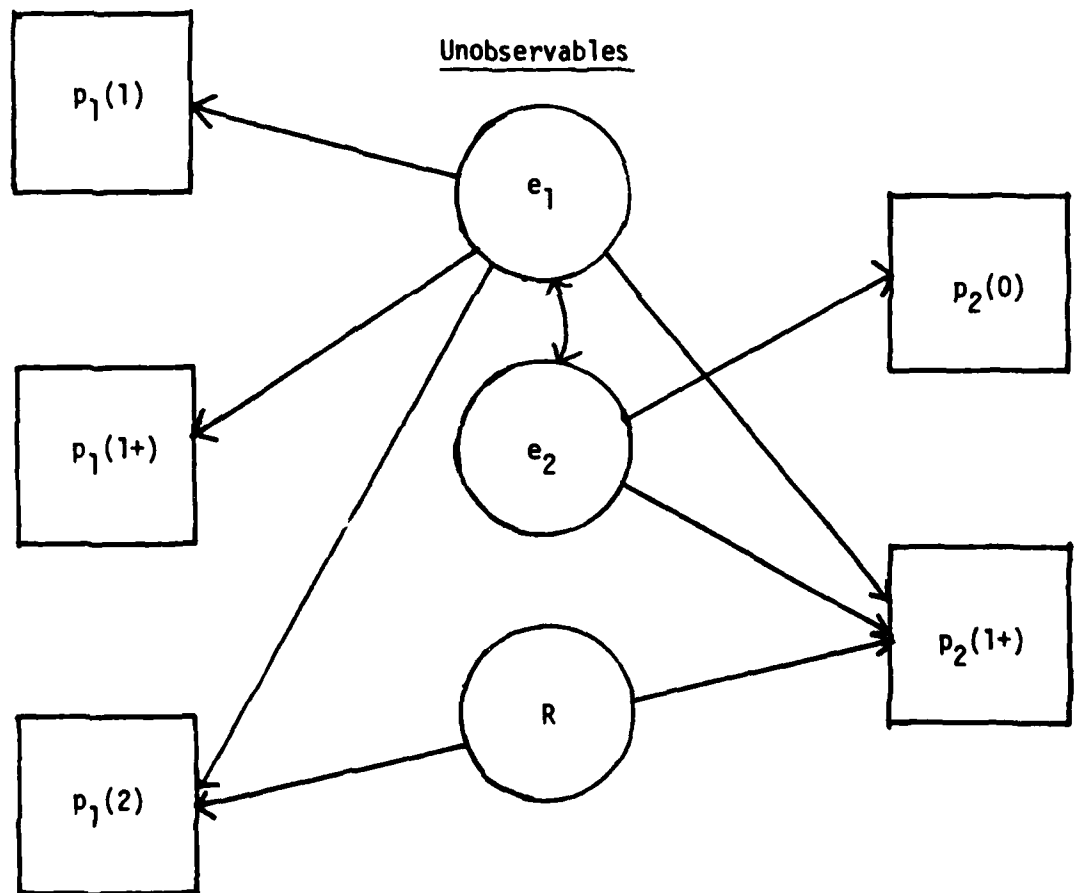 Unobservables
p₁(1)
e₁
p₂(0)
p₁(1+)
e₂
p₂(1+)
R
p₁(2)